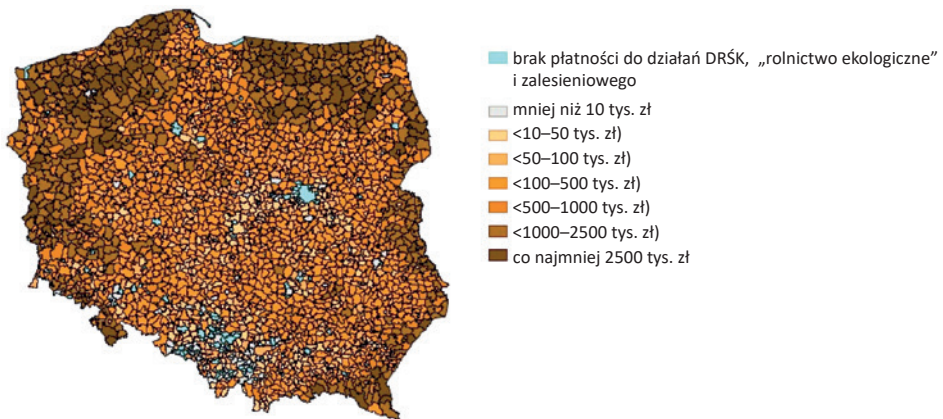 brak płatności do działań DRŚK, „rolnictwo ekologiczne”
i zalesieniowego
mniej niż 10 tys. zł
<10–50 tys. zł)
<50–100 tys. zł)
<100–500 tys. zł)
<500–1000 tys. zł)
<1000–2500 tys. zł)
co najmniej 2500 tys. zł